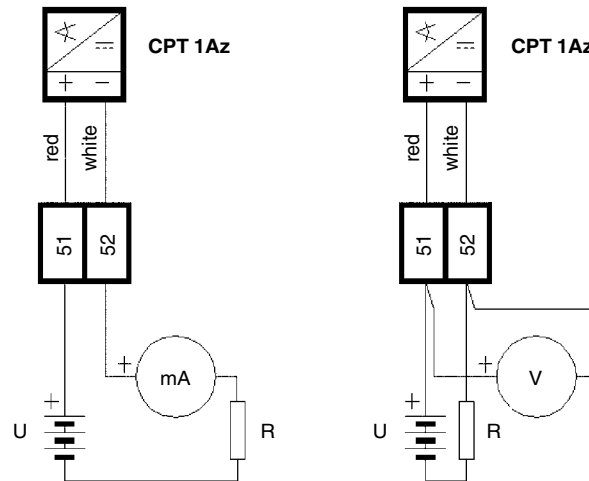 CPT 1Az
+ −
red
white
51
52
+
mA
+
U
R
CPT 1Az
+ −
red
white
51
52
+
V
+
U
R